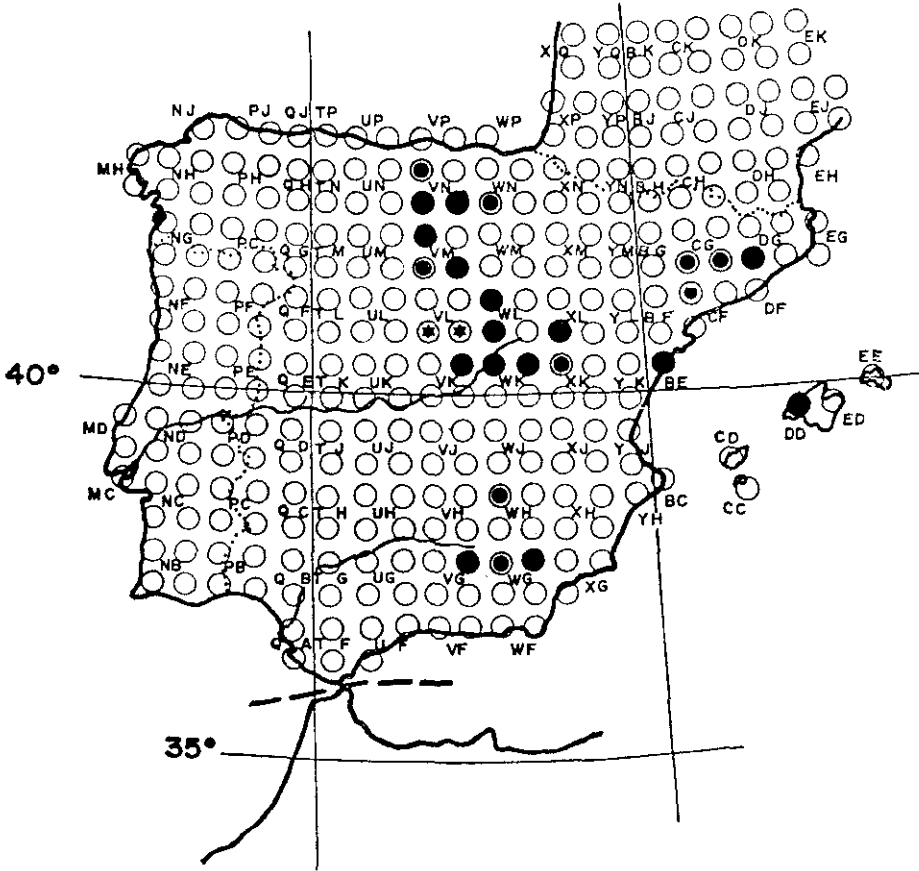 XQ YQ BK CK DK EK
NJ PJ QJ TP UP VP WP XP YP BJ CJ DJ EJ
MH NH PH QH TN UN VN WN XN YN BH CH DH EH
NG PG QG TM UM VM WM XM YM BG CG DG EG
NF PF QF TL UL VL WL XL YL BF CF DF
40° NE PE QE TK UK VK WK XK YK BE EE
MD ND PD QD TJ UJ VJ WJ XJ Y CD DD ED
MC NC PC QC TH UH VH WH XH YH BC CC
NB PB QB TG UG VG WG XG
QA TF UF VF WF
35°